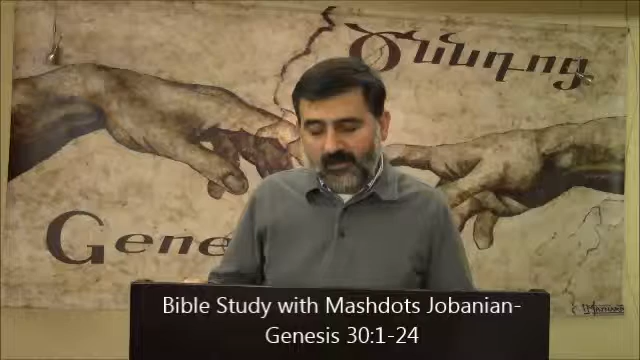 Ծննդոց
Gene
Bible Study with Mashdots Jobanian-
Genesis 30:1-24